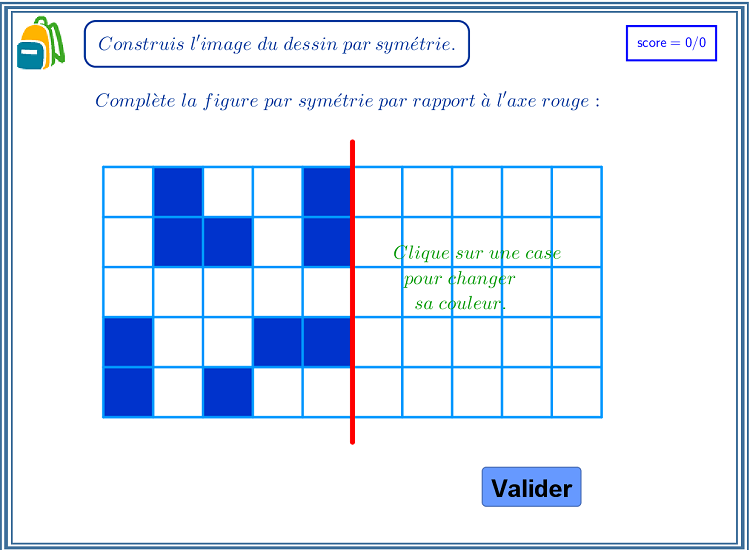 Construis l'image du dessin par symétrie.
score = 0/0
Complète la figure par symétrie par rapport à l'axe rouge :
Clique sur une case
pour changer
sa couleur.
Valider